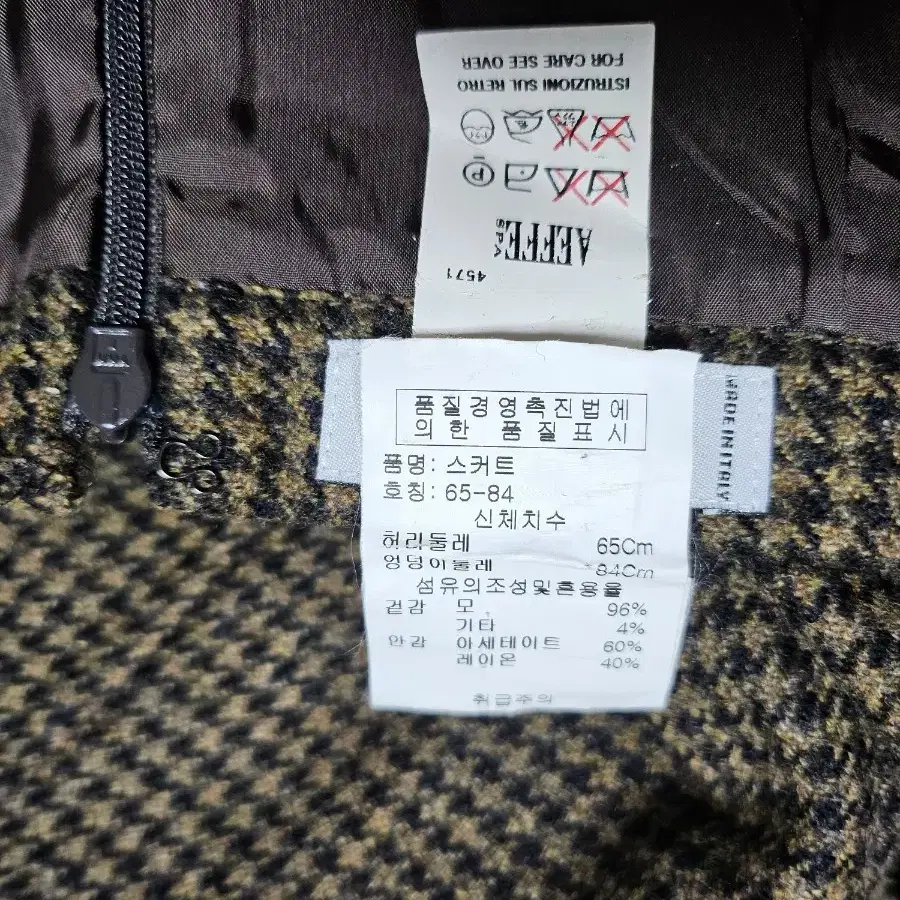 FOR CARE SEE OVER
ISTRUZIONI SUL RETRO
P
AEFFE
SPA
4571
MADE IN ITALY
품질경영촉진법에
의한 품질표시
품명: 스커트
호칭: 65-84
신체치수
허리둘레 65Cm
엉덩이둘레 84Cm
섬유의조성및혼용율
겉감 모 96%
기타 4%
안감 아세테이트 60%
레이온 40%
취급주의